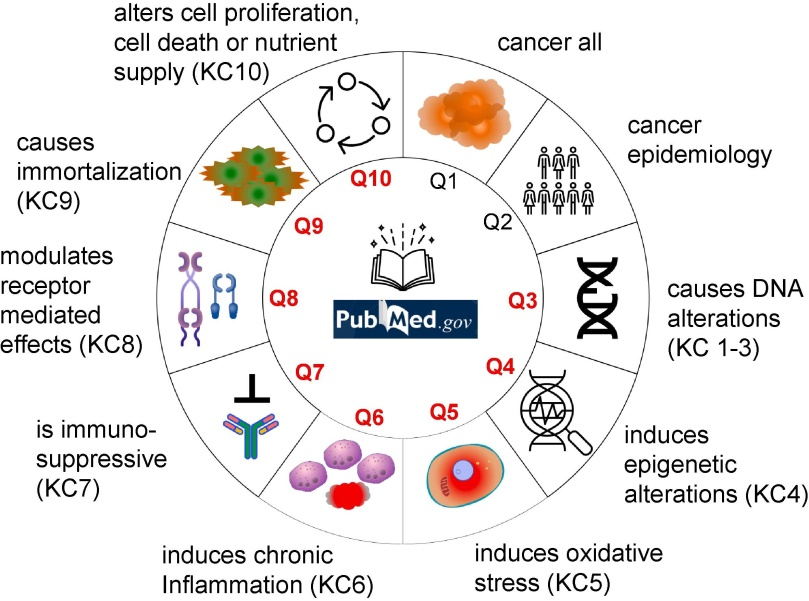 alters cell proliferation,
cell death or nutrient
supply (KC10)
cancer all
cancer
epidemiology
causes DNA
alterations
(KC 1-3)
induces
epigenetic
alterations (KC4)
induces oxidative
stress (KC5)
induces chronic
Inflammation (KC6)
is immuno-
suppressive
(KC7)
modulates
receptor
mediated
effects (KC8)
causes
immortalization
(KC9)
Q10
Q1
Q9
Q2
Q8
Q3
Q7
Q4
Q6
Q5
PubMed.gov